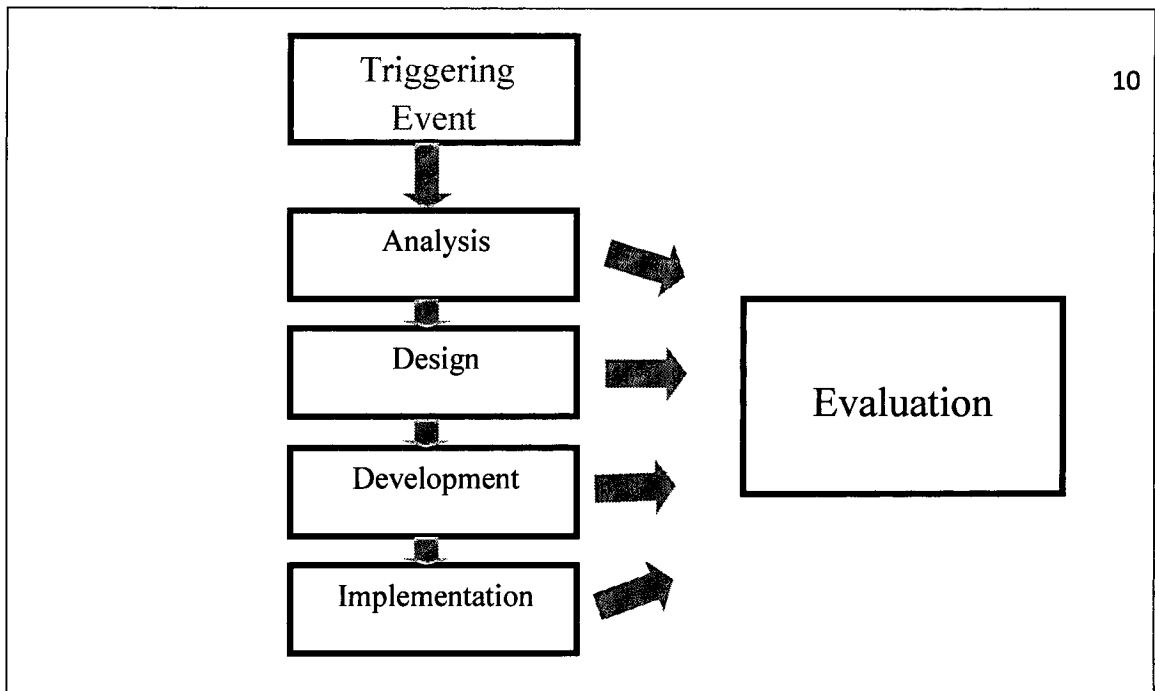 Triggering
Event
10
Analysis
Design
Evaluation
Development
Implementation